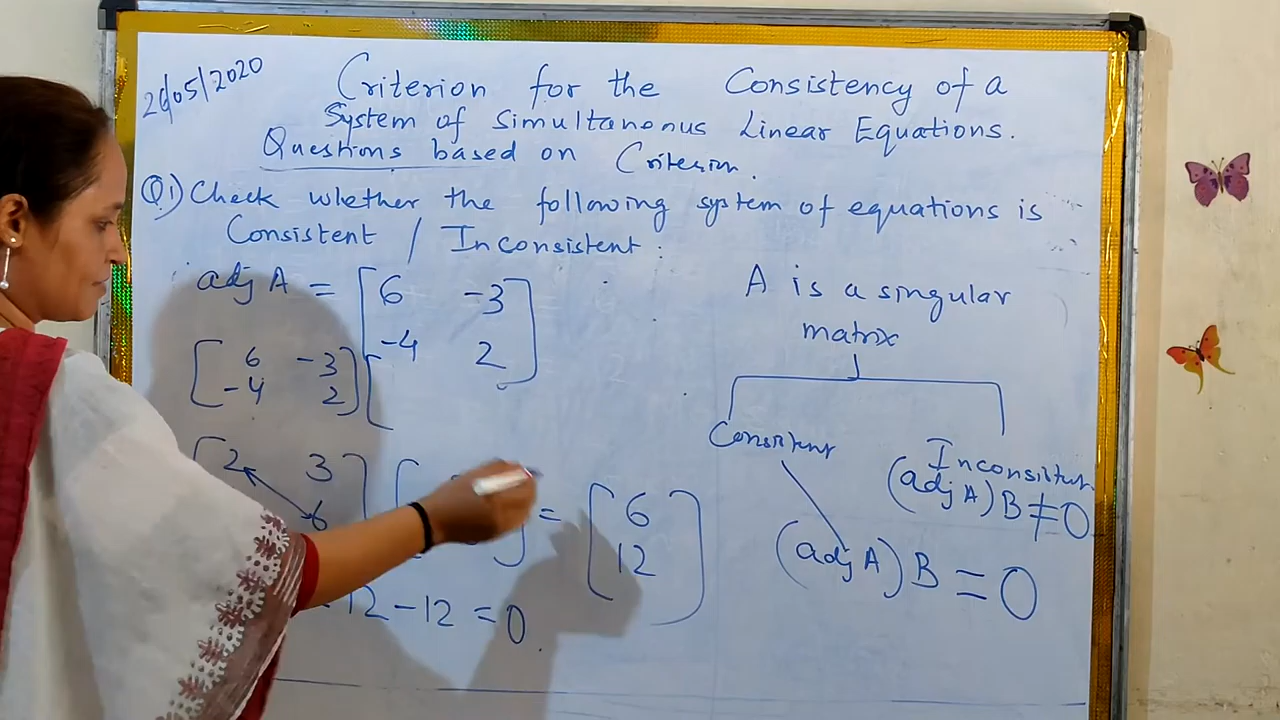 20/05/2020
Criterion for the Consistency of a
System of Simultanonus Linear Equations.
Questions based on Criterion.
Q1) Check whether the following system of equations is
Consistent / Inconsistent :
adj A = [ 6 -3
-4 2 ]
[ 6 -3
-4 2 ] [
[ 2 3
6 ] [ ] = [ 6
12 ]
12 - 12 = 0
A is a singular
matrix
Consistent
Inconsistent
(adj A) B ≠ 0
(adj A) B = 0